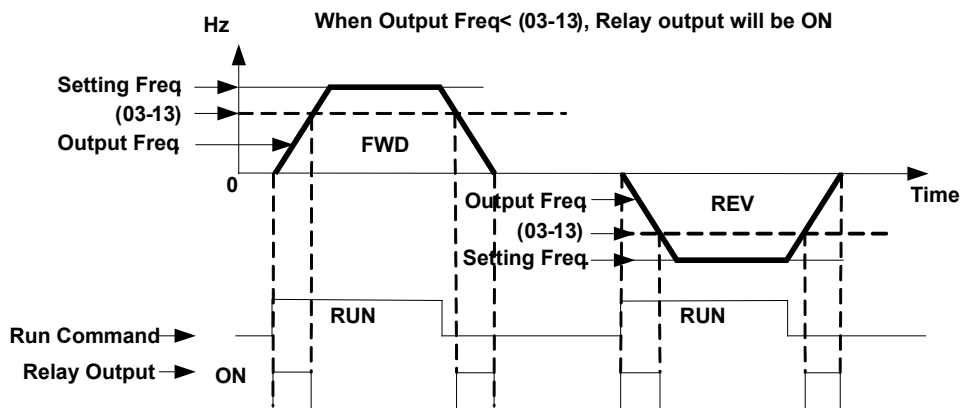 When Output Freq< (03-13), Relay output will be ON
Hz
Setting Freq
(03-13)
Output Freq
FWD
0
Time
Output Freq
REV
(03-13)
Setting Freq
RUN
RUN
Run Command
Relay Output
ON